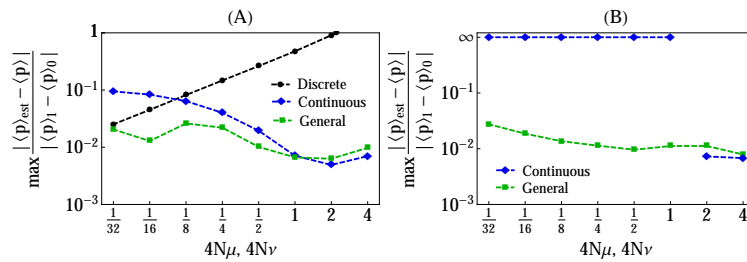 (A)
max |⟨p⟩est − ⟨p⟩| / |⟨p⟩1 − ⟨p⟩0|
1
10−1
10−2
10−3
Discrete
Continuous
General
1/32 1/16 1/8 1/4 1/2 1 2 4
4Nμ, 4Nν
(B)
max |⟨p⟩est − ⟨p⟩| / |⟨p⟩1 − ⟨p⟩0|
∞
10−1
10−2
10−3
Continuous
General
1/32 1/16 1/8 1/4 1/2 1 2 4
4Nμ, 4Nν